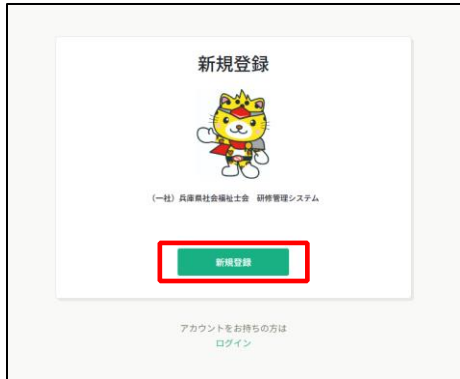 新規登録
（一社）兵庫県社会福祉士会　研修管理システム
新規登録
アカウントをお持ちの方は
ログイン